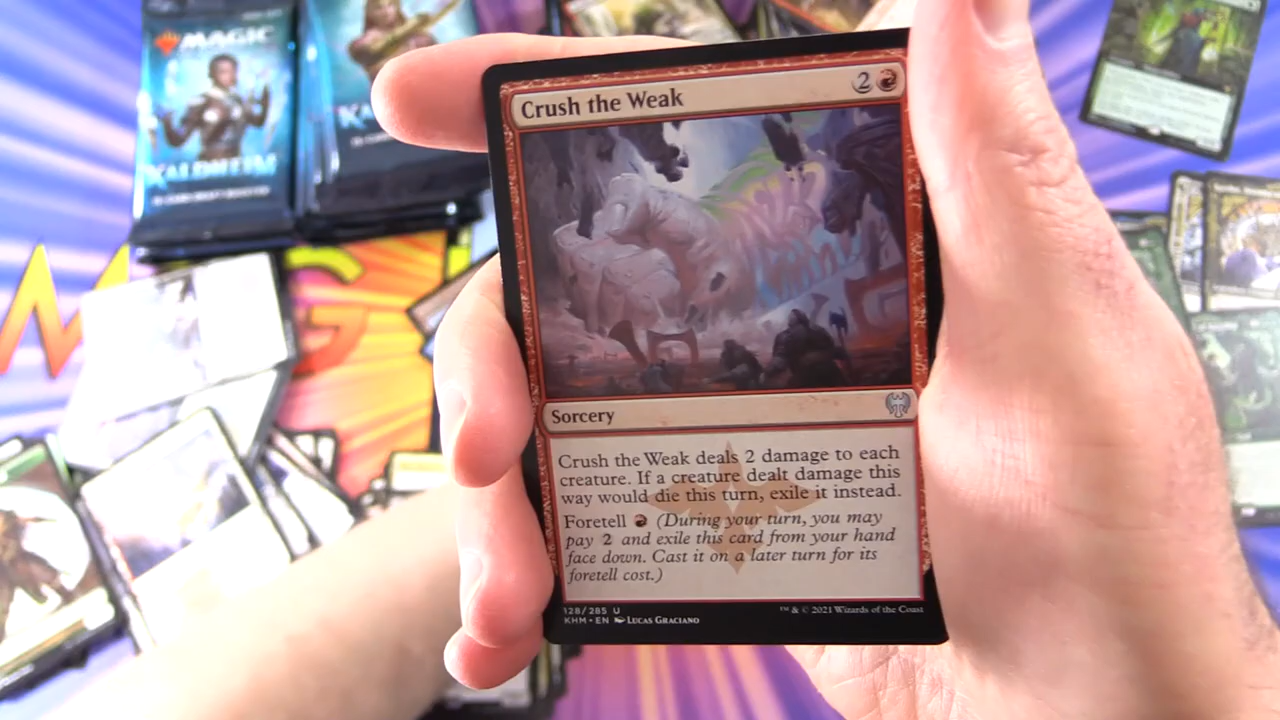 MAGIC
KALDHEIM
Crush the Weak
2
Sorcery
Crush the Weak deals 2 damage to each
creature. If a creature dealt damage this
way would die this turn, exile it instead.
Foretell (During your turn, you may
pay 2 and exile this card from your hand
face down. Cast it on a later turn for its
foretell cost.)
128/285 U
KHM • EN LUCAS GRACIANO
™ & © 2021 Wizards of the Coast